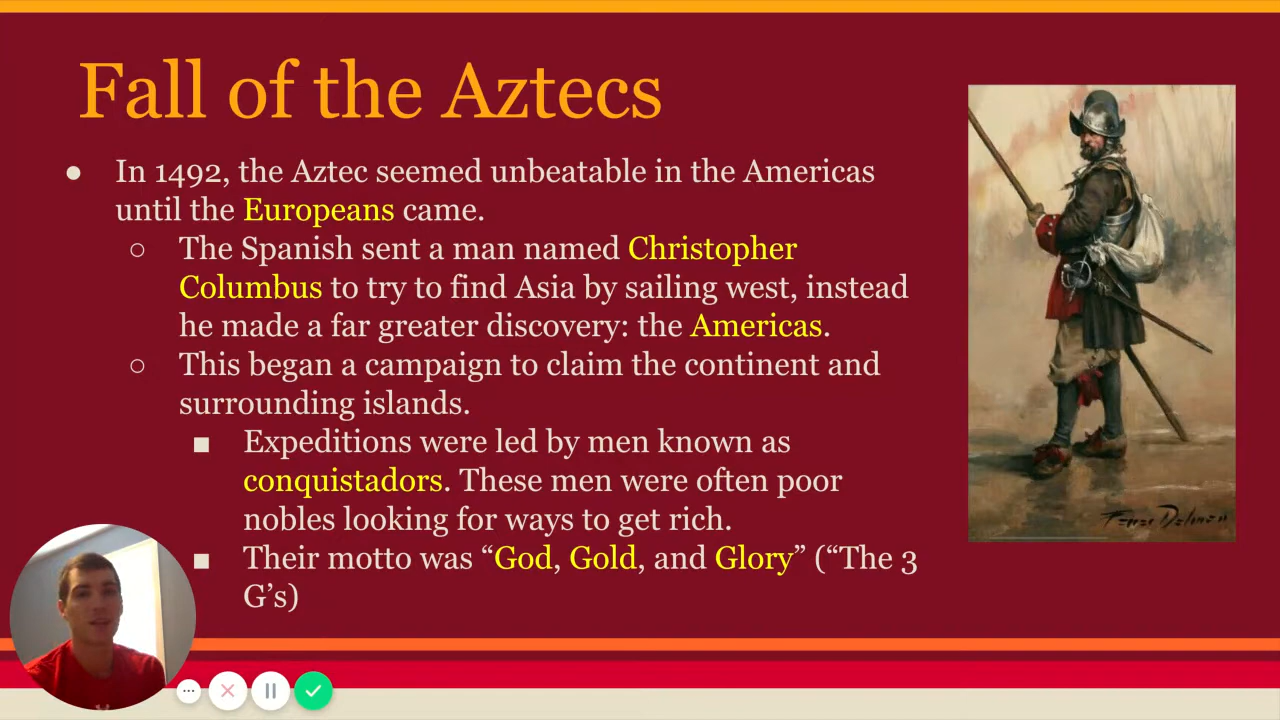 Fall of the Aztecs
● In 1492, the Aztec seemed unbeatable in the Americas
until the Europeans came.
○ The Spanish sent a man named Christopher
Columbus to try to find Asia by sailing west, instead
he made a far greater discovery: the Americas.
○ This began a campaign to claim the continent and
surrounding islands.
■ Expeditions were led by men known as
conquistadors. These men were often poor
nobles looking for ways to get rich.
■ Their motto was “God, Gold, and Glory” (“The 3
G’s)